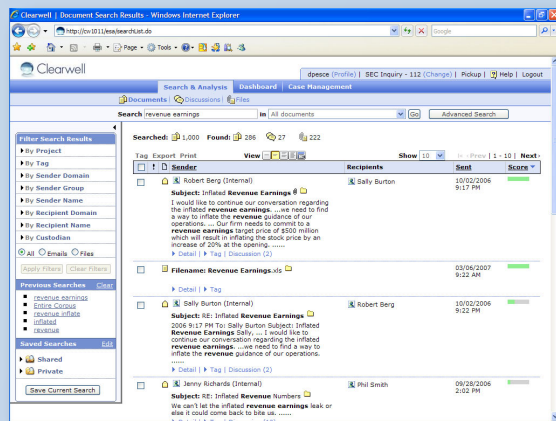 Clearwell | Document Search Results - Windows Internet Explorer
http://cw1011/esa/searchList.do
Google
Page
Tools
Clearwell
dpesce (Profile) | SEC Inquiry - 112 (Change) | Pickup | Help | Logout
Search & Analysis Dashboard | Case Management
Documents | Discussions | Files
Search revenue earnings in All documents Go Advanced Search
Filter Search Results
By Project
By Tag
By Sender Domain
By Sender Group
By Sender Name
By Recipient Domain
By Recipient Name
By Custodian
All Emails Files
Apply Filters Clear Filters
Previous Searches Clear
revenue earnings
Entire Corpus
revenue inflate
inflated
revenue
Saved Searches Edit
Shared
Private
Save Current Search
Searched: 1,000 Found: 286 27 222
Tag Export Print View Show 10 Prev | 1 - 10 | Next
! Sender Recipients Sent Score
Robert Berg (Internal) Sally Burton 10/02/2006
9:17 PM
Subject: Inflated Revenue Earnings
I would like to continue our conversation regarding
the inflated revenue earnings. ...we need to find
a way to inflate the revenue guidance of our
operations. ... Our firm needs to commit to a
revenue earnings target price of $500 million
which will result in inflating the stock price by an
increase of 20% at the opening. ......
Detail | Tag | Discussion (2)
Filename: Revenue Earnings.xls 03/06/2007
9:22 AM
Detail | Tag
Sally Burton (Internal) Robert Berg 10/02/2006
9:22 PM
Subject: RE: Inflated Revenue Earnings
2006 9:17 PM To: Sally Burton Subject: Inflated
Revenue Earnings Sally, ... I would like to
continue our conversation regarding the inflated
revenue earnings. ...we need to find a way to
inflate the revenue guidance of our operations.
......
Detail | Tag | Discussion (2)
Jenny Richards (Internal) Phil Smith 09/28/2006
2:02 PM
Subject: RE: Inflated Revenue Numbers
We can't let the inflated revenue earnings leak or
else it could come back to bite us. ......